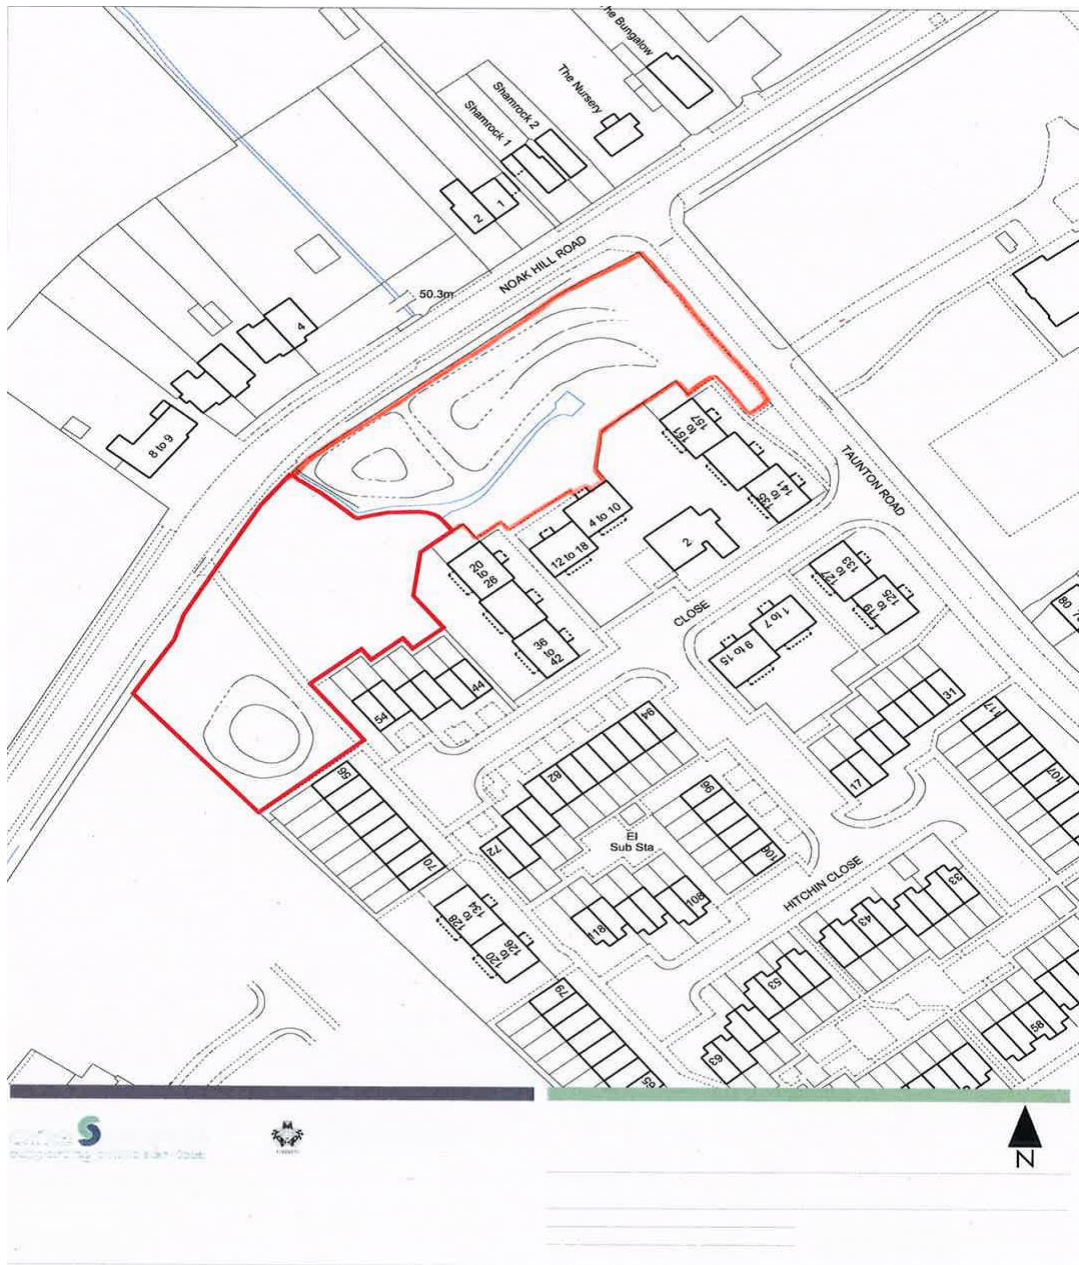 The Bungalow
The Nursery
Shamrock 2
Shamrock 1
1
2
NOAK HILL ROAD
50.3m
4
8 to 9
151 to 157
135 to 141
TAUNTON ROAD
4 to 10
12 to 18
2
20 to 26
36 to 42
CLOSE
127 to 133
119 to 125
1 to 7
9 to 15
44
54
31
17
117
107
80
56
70
94
82
72
96
106
El
Sub Sta
HITCHIN CLOSE
33
43
53
63
58
108
118
128 to 134
120 to 126
79
65
N